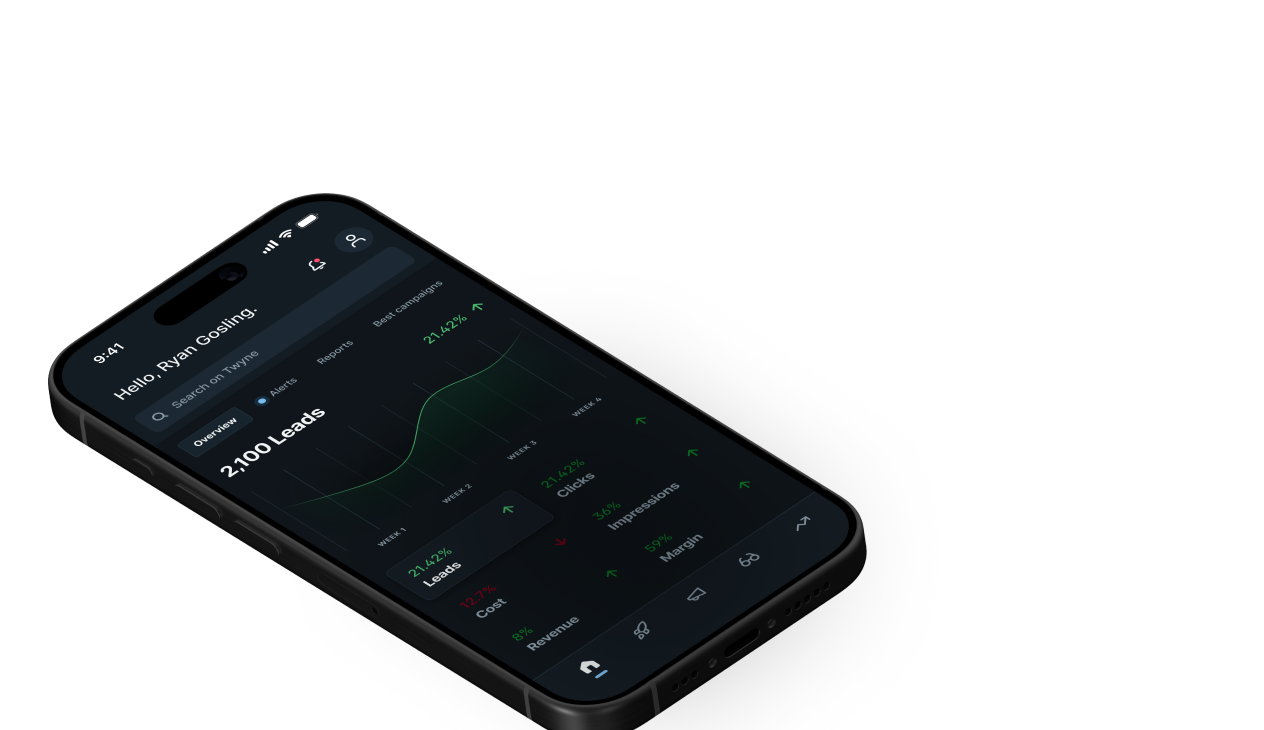 9:41
Hello, Ryan Gosling.
Search on Twyne
Overview
Alerts
Reports
Best campaigns
2,100 Leads
21.42%
WEEK 1
WEEK 2
WEEK 3
WEEK 4
21.42%
Leads
21.42%
Clicks
12.7%
Cost
36%
Impressions
8%
Revenue
59%
Margin